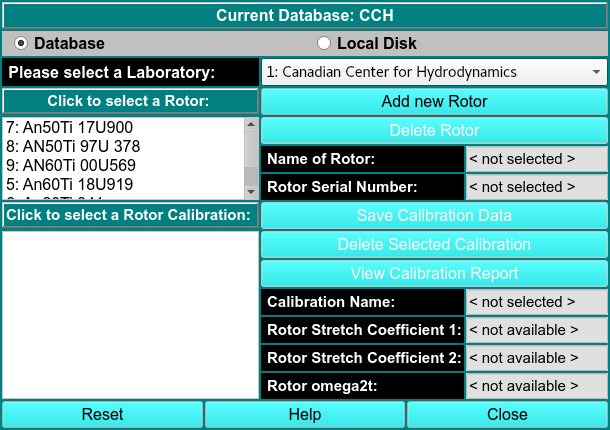 Current Database: CCH
Database
Local Disk
Please select a Laboratory:
1: Canadian Center for Hydrodynamics
Click to select a Rotor:
Add new Rotor
7: An50Ti 17U900
8: AN50Ti 97U 378
9: AN60Ti 00U569
5: An60Ti 18U919
Delete Rotor
Name of Rotor:
< not selected >
Rotor Serial Number:
< not selected >
Click to select a Rotor Calibration:
Save Calibration Data
Delete Selected Calibration
View Calibration Report
Calibration Name:
< not selected >
Rotor Stretch Coefficient 1:
< not available >
Rotor Stretch Coefficient 2:
< not available >
Rotor omega2t:
< not available >
Reset
Help
Close